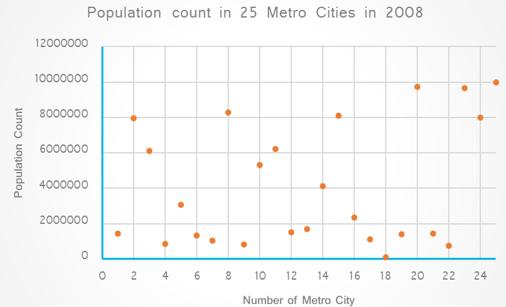 Population count in 25 Metro Cities in 2008
12000000
10000000
8000000
6000000
4000000
2000000
0
Population Count
0 2 4 6 8 10 12 14 16 18 20 22 24
Number of Metro City